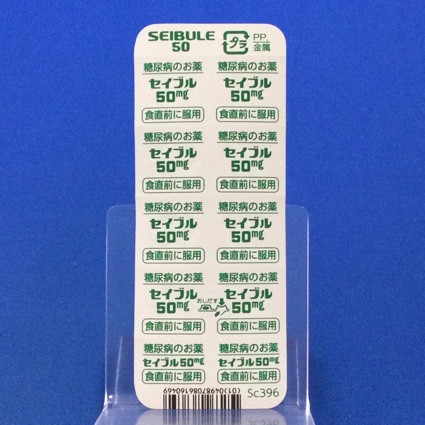 SEIBULE
50
プラ
PP
金属
糖尿病のお薬 糖尿病のお薬
セイブル セイブル
50mg 50mg
食直前に服用 食直前に服用
糖尿病のお薬 糖尿病のお薬
セイブル セイブル
50mg 50mg
食直前に服用 食直前に服用
糖尿病のお薬 糖尿病のお薬
セイブル セイブル
50mg 50mg
食直前に服用 食直前に服用
糖尿病のお薬 糖尿病のお薬
セイブル おしだす セイブル
50mg 50mg
食直前に服用 食直前に服用
糖尿病のお薬 糖尿病のお薬
セイブル50mg セイブル50mg
食直前に服用 食直前に服用
(01)04987086160469
Sc396